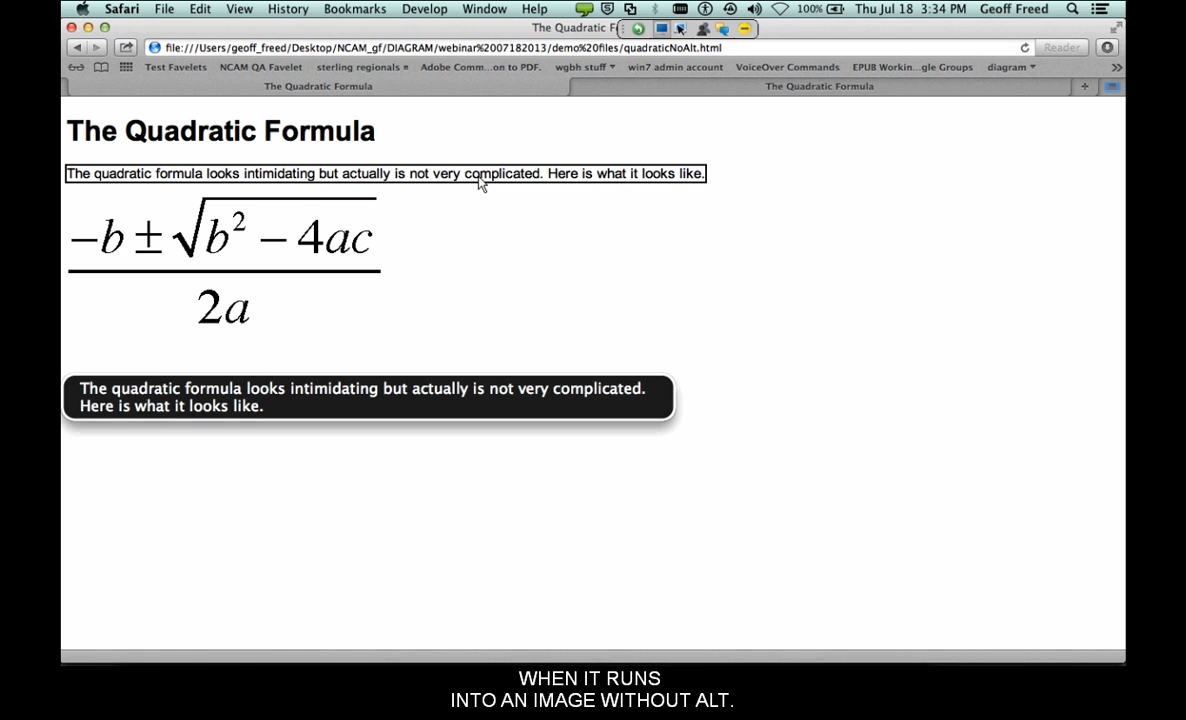 Safari File Edit View History Bookmarks Develop Window Help 100% Thu Jul 18 3:34 PM Geoff Freed
The Quadratic F
file:///Users/geoff_freed/Desktop/NCAM_gf/DIAGRAM/webinar%2007182013/demo%20files/quadraticNoAlt.html Reader
Test Favelets NCAM QA Favelet sterling regionals Adobe Comm...on to PDF. wgbh stuff win7 admin account VoiceOver Commands EPUB Workin...gle Groups diagram
The Quadratic Formula The Quadratic Formula
The Quadratic Formula
The quadratic formula looks intimidating but actually is not very complicated. Here is what it looks like.
−b ± √b² − 4ac
2a
The quadratic formula looks intimidating but actually is not very complicated.
Here is what it looks like.
WHEN IT RUNS
INTO AN IMAGE WITHOUT ALT.